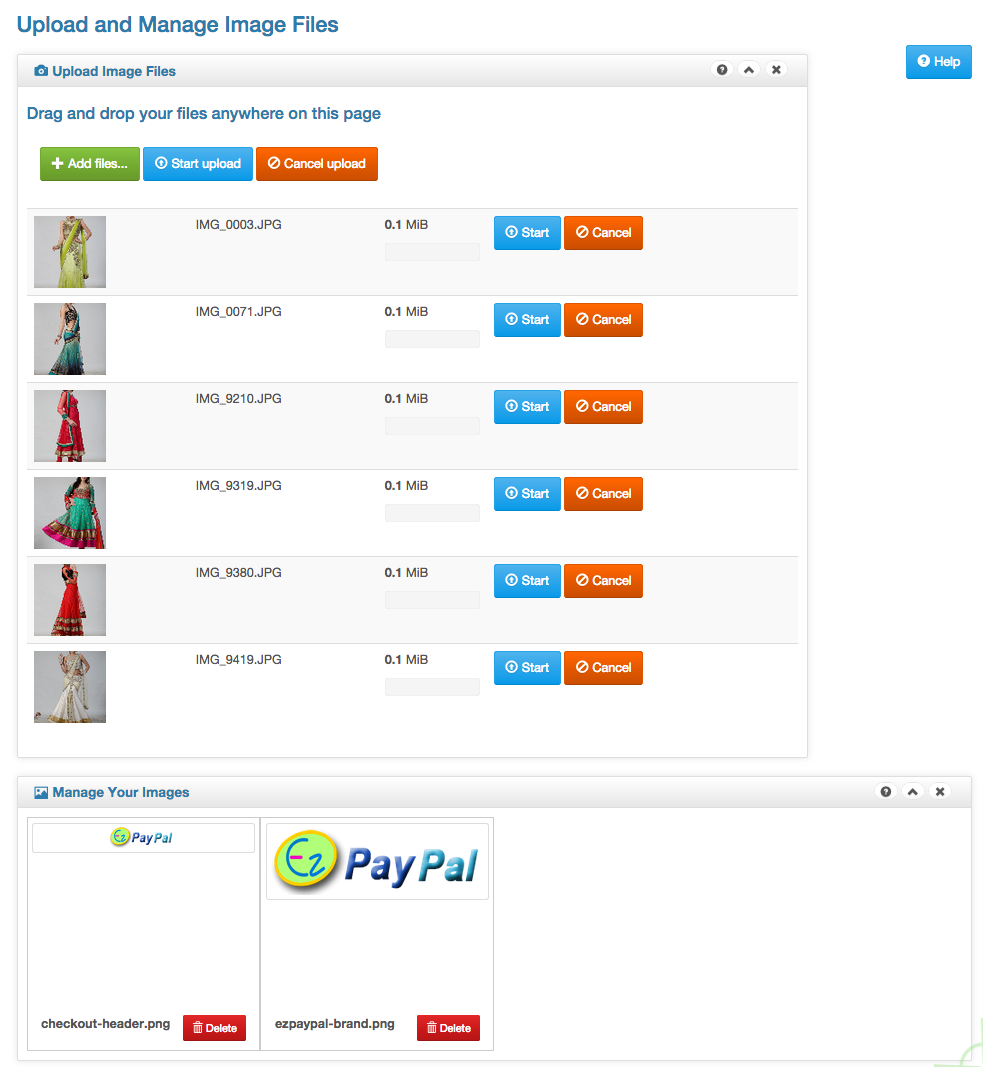 Upload and Manage Image Files
Help
Upload Image Files
Drag and drop your files anywhere on this page
Add files... Start upload Cancel upload
IMG_0003.JPG 0.1 MiB Start Cancel
IMG_0071.JPG 0.1 MiB Start Cancel
IMG_9210.JPG 0.1 MiB Start Cancel
IMG_9319.JPG 0.1 MiB Start Cancel
IMG_9380.JPG 0.1 MiB Start Cancel
IMG_9419.JPG 0.1 MiB Start Cancel
Manage Your Images
Ez PayPal
Ez PayPal
checkout-header.png Delete
ezpaypal-brand.png Delete